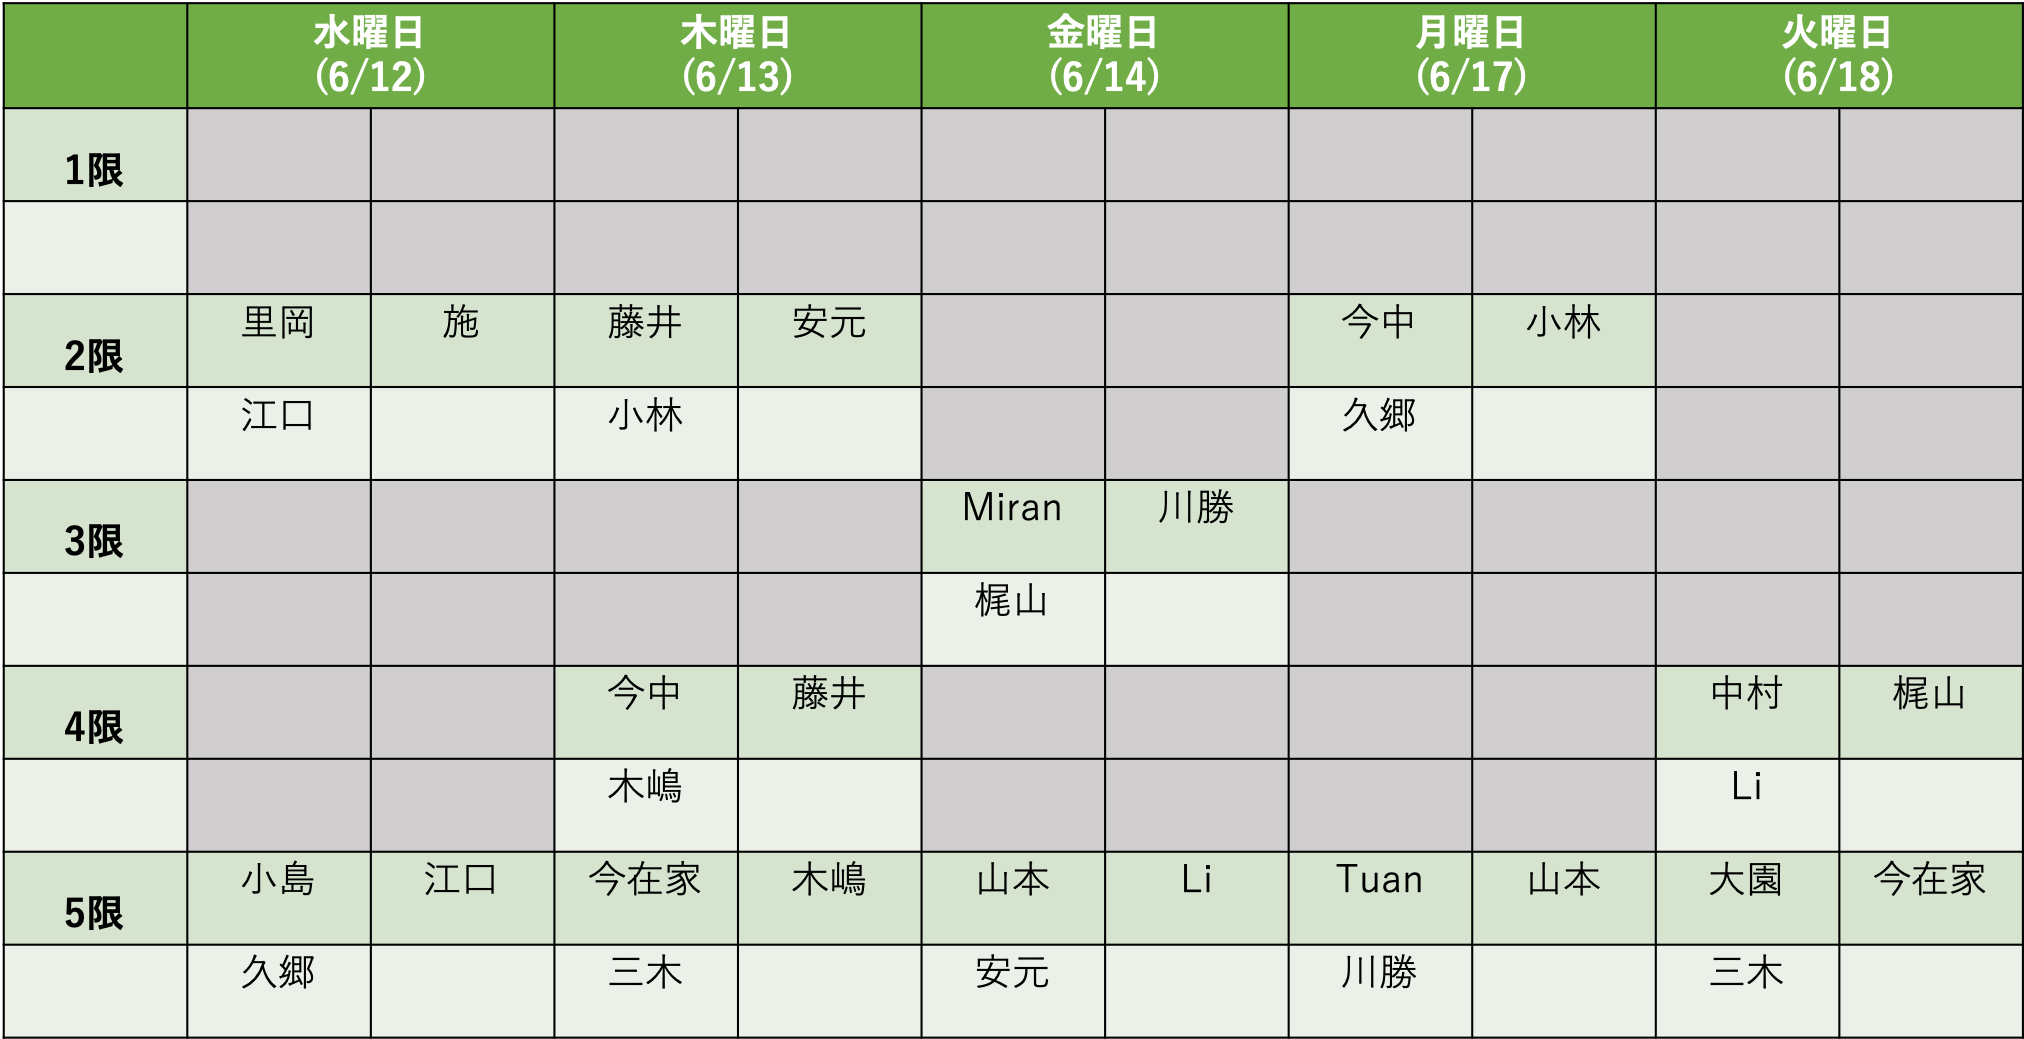 水曜日 木曜日 金曜日 月曜日 火曜日
(6/12) (6/13) (6/14) (6/17) (6/18)
1限
2限 里岡 施 藤井 安元 今中 小林
江口 小林 久郷
3限 Miran 川勝
梶山
4限 今中 藤井 中村 梶山
木嶋 Li
5限 小島 江口 今在家 木嶋 山本 Li Tuan 山本 大園 今在家
久郷 三木 安元 川勝 三木